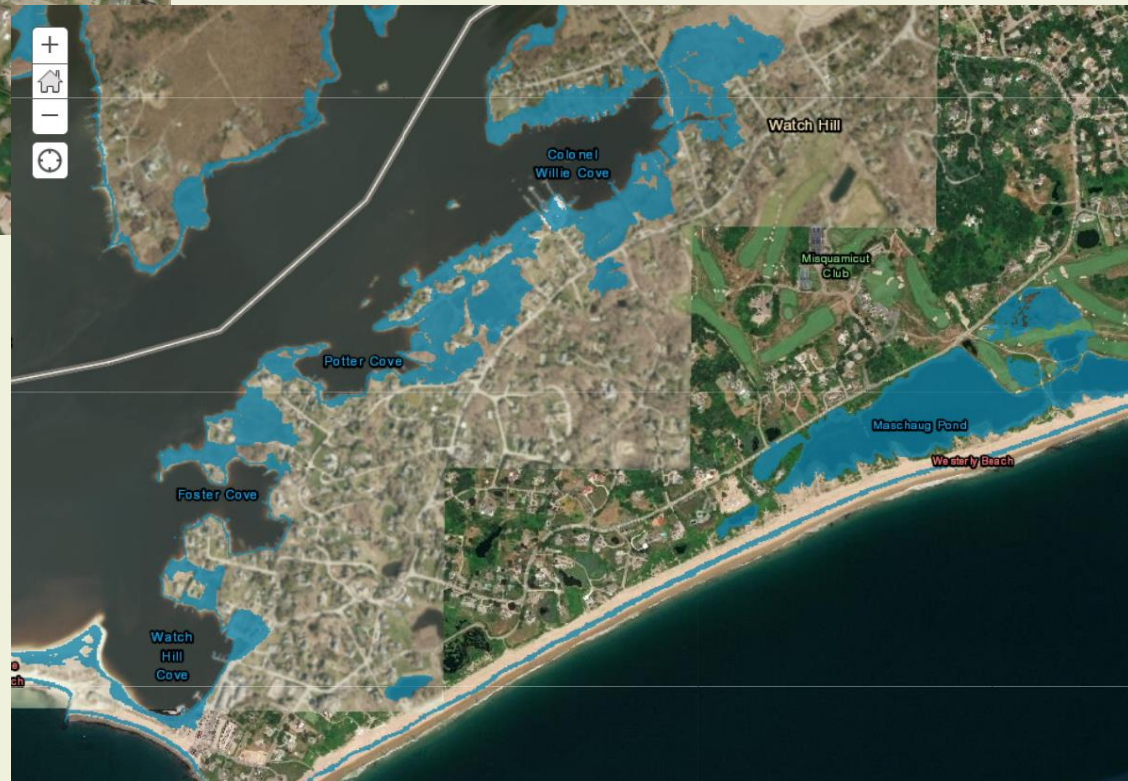 +
−
Colonel
Willie Cove
Watch Hill
Misquamicut
Club
Potter Cove
Maschaug Pond
Westerly Beach
Foster Cove
Watch
Hill
Cove